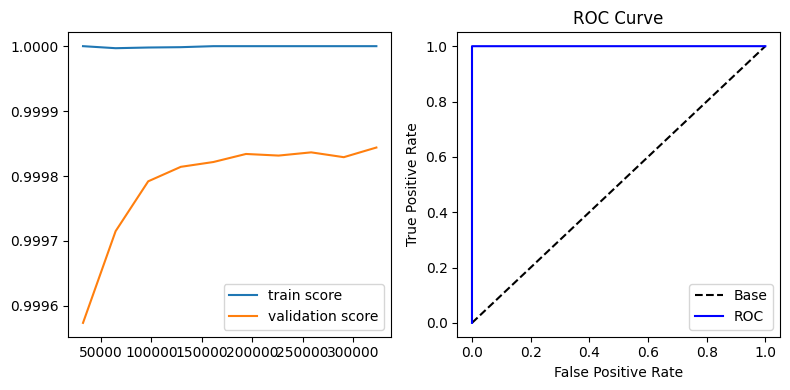 1.0000
0.9999
0.9998
0.9997
0.9996
50000 100000 150000 200000 250000 300000
train score
validation score
ROC Curve
True Positive Rate
1.0
0.8
0.6
0.4
0.2
0.0
0.0 0.2 0.4 0.6 0.8 1.0
False Positive Rate
Base
ROC